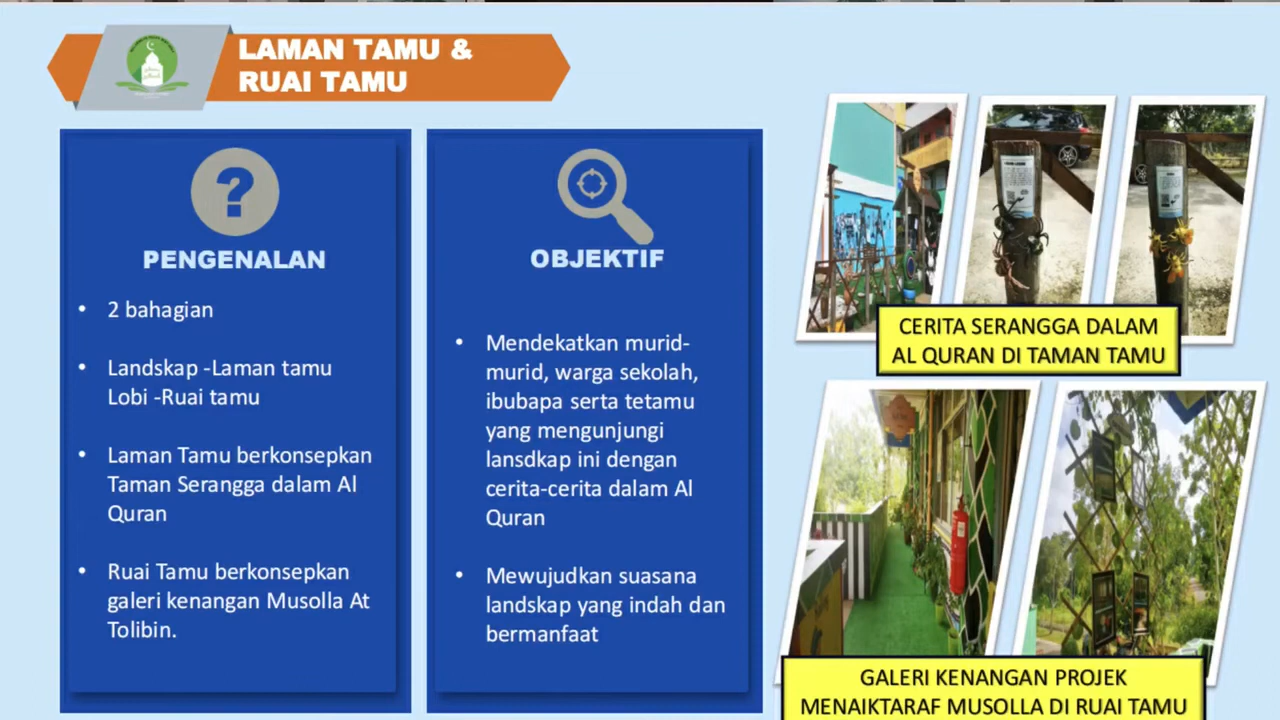 LAMAN TAMU &
RUAI TAMU
PENGENALAN
• 2 bahagian
• Landskap -Laman tamu
Lobi -Ruai tamu
• Laman Tamu berkonsepkan
Taman Serangga dalam Al
Quran
• Ruai Tamu berkonsepkan
galeri kenangan Musolla At
Tolibin.
OBJEKTIF
• Mendekatkan murid-
murid, warga sekolah,
ibubapa serta tetamu
yang mengunjungi
lansdkap ini dengan
cerita-cerita dalam Al
Quran
• Mewujudkan suasana
landskap yang indah dan
bermanfaat
CERITA SERANGGA DALAM
AL QURAN DI TAMAN TAMU
GALERI KENANGAN PROJEK
MENAIKTARAF MUSOLLA DI RUAI TAMU